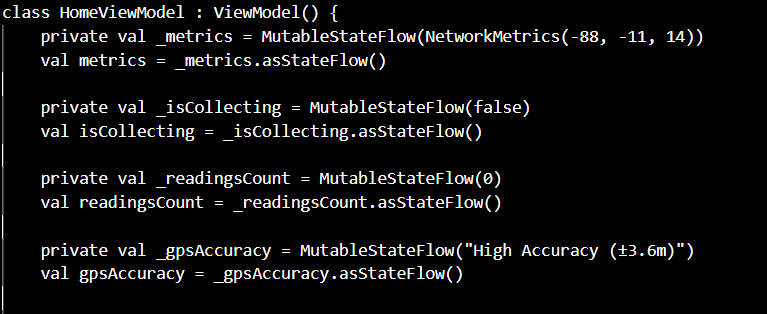 class HomeViewModel : ViewModel() {
private val _metrics = MutableStateFlow(NetworkMetrics(-88, -11, 14))
val metrics = _metrics.asStateFlow()
private val _isCollecting = MutableStateFlow(false)
val isCollecting = _isCollecting.asStateFlow()
private val _readingsCount = MutableStateFlow(0)
val readingsCount = _readingsCount.asStateFlow()
private val _gpsAccuracy = MutableStateFlow("High Accuracy (±3.6m)")
val gpsAccuracy = _gpsAccuracy.asStateFlow()